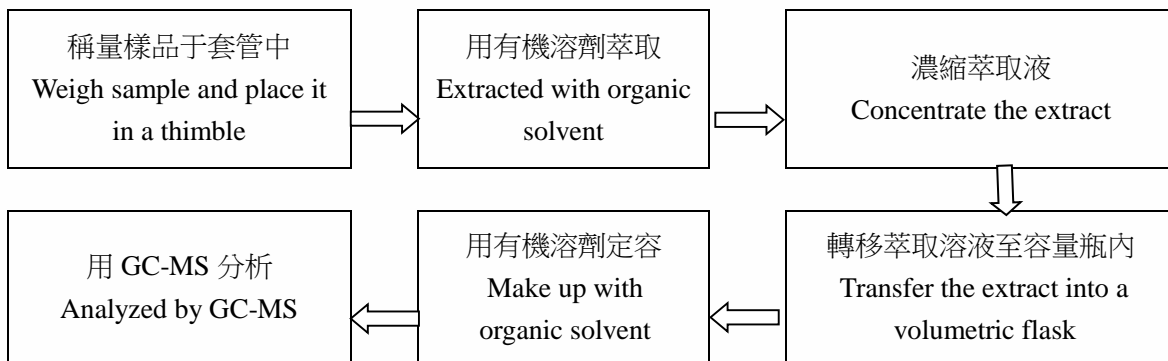 稱量樣品于套管中
Weigh sample and place it
in a thimble
用有機溶劑萃取
Extracted with organic
solvent
濃縮萃取液
Concentrate the extract
轉移萃取溶液至容量瓶內
Transfer the extract into a
volumetric flask
用有機溶劑定容
Make up with
organic solvent
用 GC-MS 分析
Analyzed by GC-MS